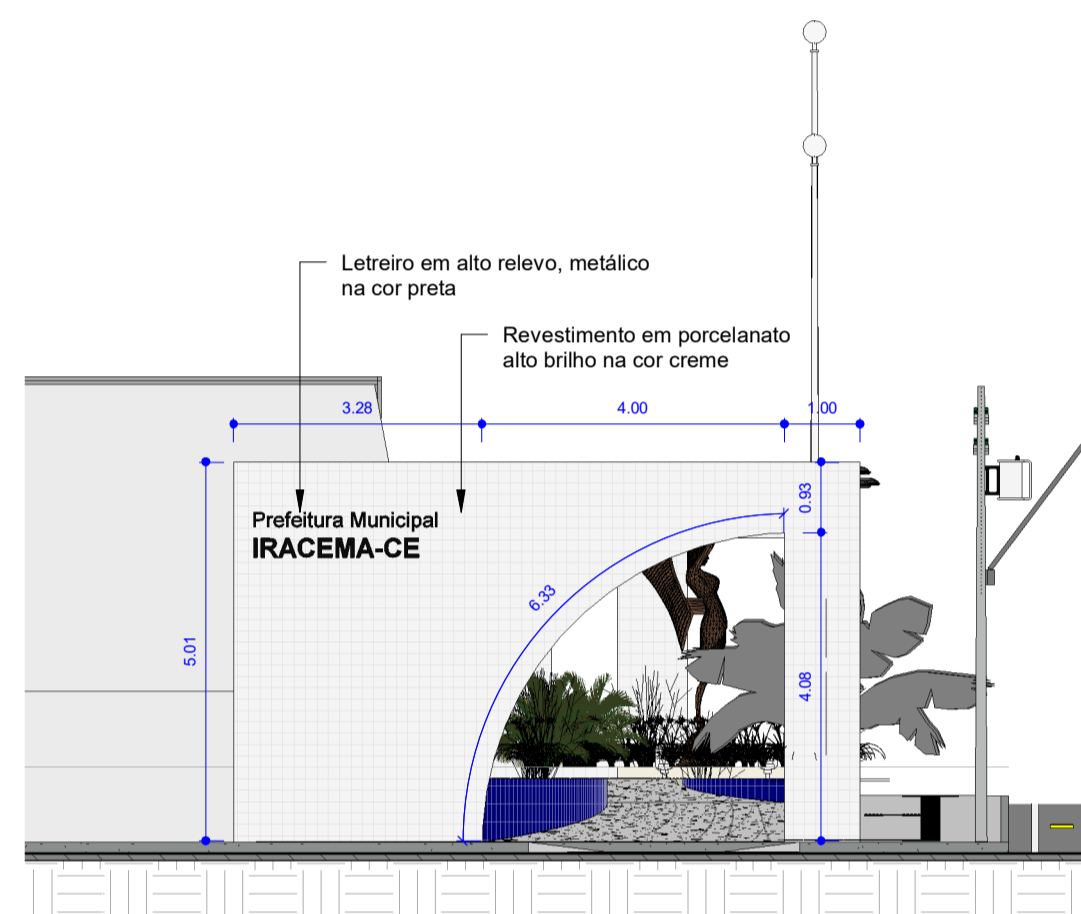 Letreiro em alto relevo, metálico
na cor preta
Revestimento em porcelanato
alto brilho na cor creme
3.28
4.00
1.00
0.93
Prefeitura Municipal
IRACEMA-CE
6.33
5.01
4.08